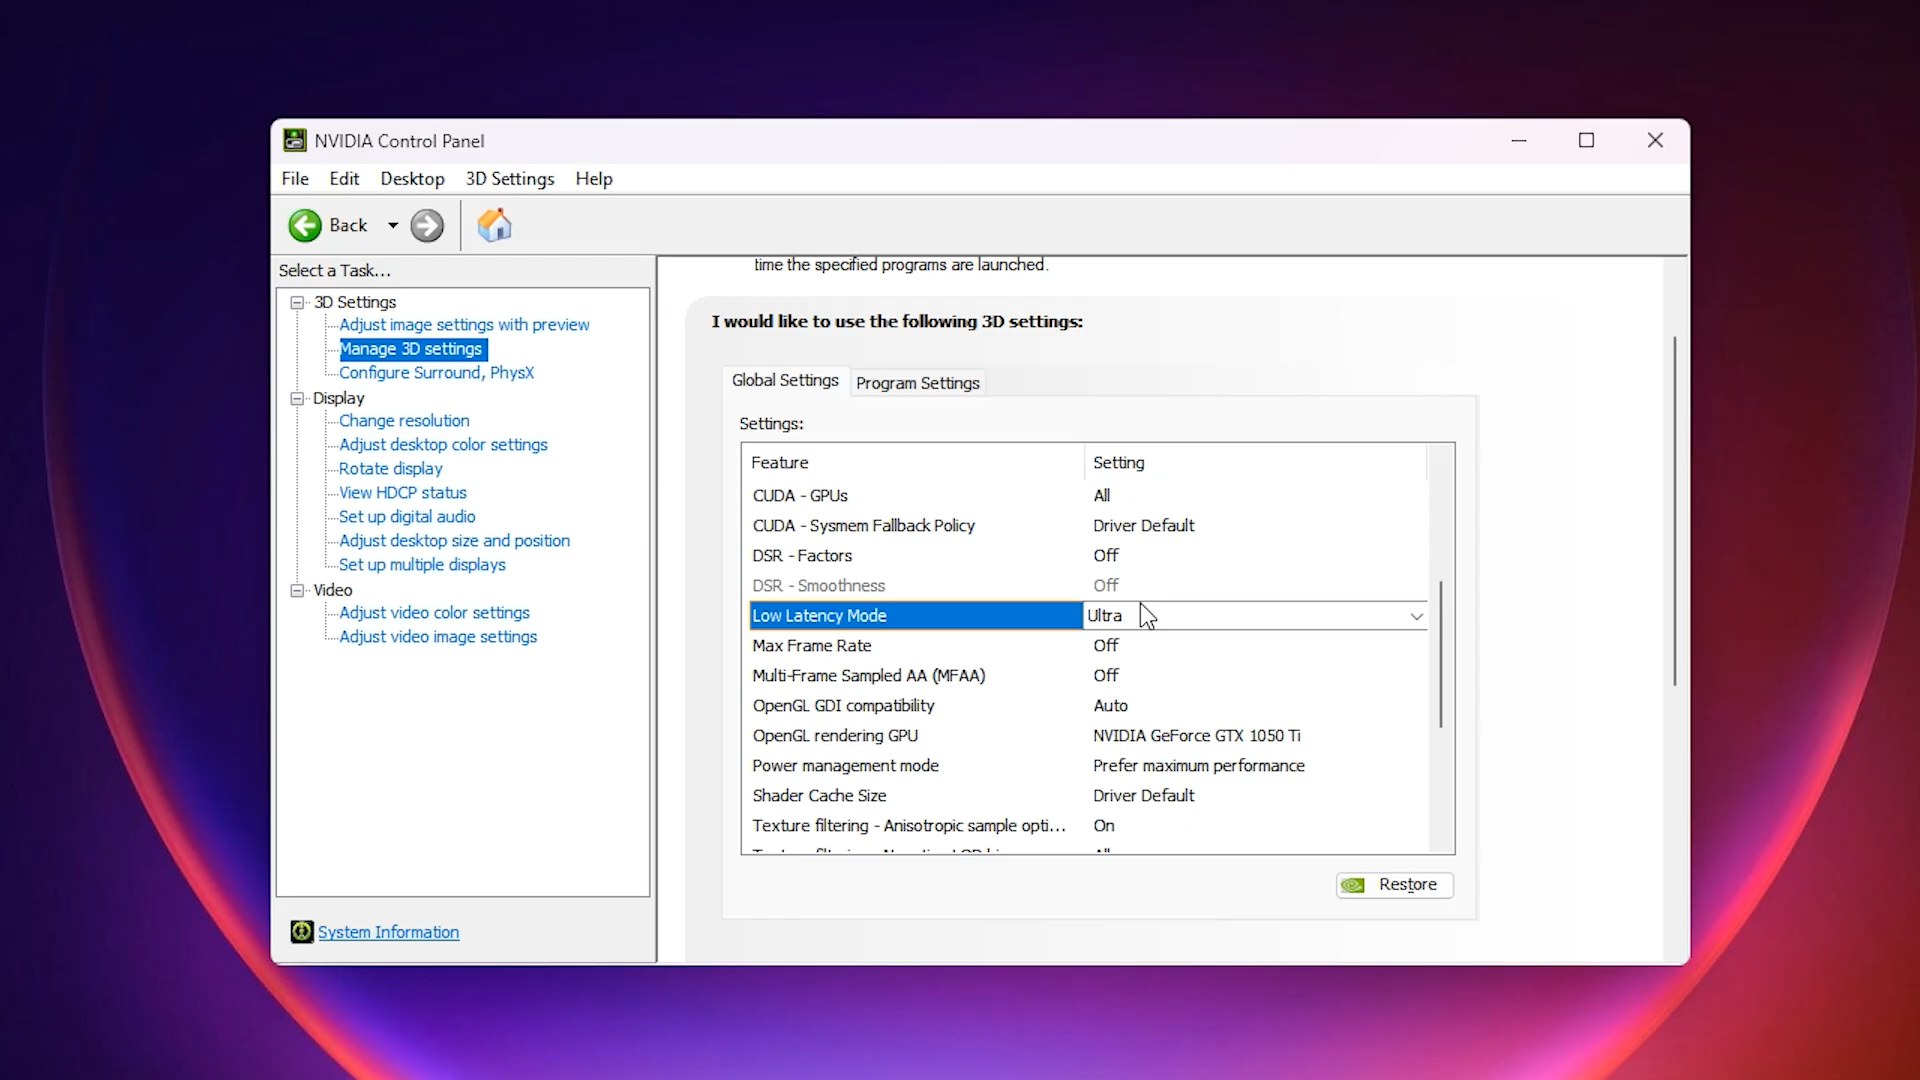 NVIDIA Control Panel
File Edit Desktop 3D Settings Help
Back
Select a Task...
3D Settings
Adjust image settings with preview
Manage 3D settings
Configure Surround, PhysX
Display
Change resolution
Adjust desktop color settings
Rotate display
View HDCP status
Set up digital audio
Adjust desktop size and position
Set up multiple displays
Video
Adjust video color settings
Adjust video image settings
System Information
time the specified programs are launched.
I would like to use the following 3D settings:
Global Settings Program Settings
Settings:
Feature Setting
CUDA - GPUs All
CUDA - Sysmem Fallback Policy Driver Default
DSR - Factors Off
DSR - Smoothness Off
Low Latency Mode Ultra
Max Frame Rate Off
Multi-Frame Sampled AA (MFAA) Off
OpenGL GDI compatibility Auto
OpenGL rendering GPU NVIDIA GeForce GTX 1050 Ti
Power management mode Prefer maximum performance
Shader Cache Size Driver Default
Texture filtering - Anisotropic sample opti... On
Restore